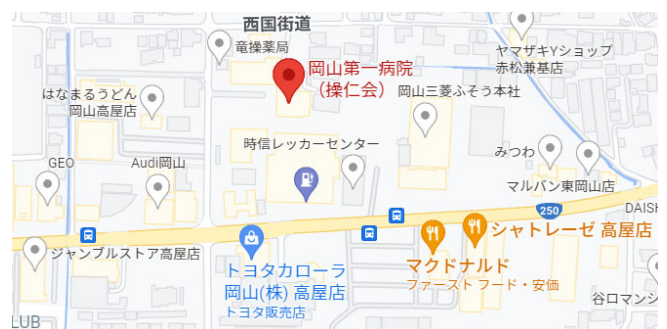 西国街道
竜操薬局
ヤマザキYショップ
赤松兼基店
岡山第一病院
（操仁会）
はなまるうどん
岡山高屋店
岡山三菱ふそう本社
時信レッカーセンター
みつわ
GEO
Audi岡山
マルバン東岡山店
250
DAISH
シャトレーゼ 高屋店
ジャンブルストア高屋店
トヨタカローラ
岡山(株) 高屋店
トヨタ販売店
マクドナルド
ファースト フード・安価
谷口マンシ
LUB